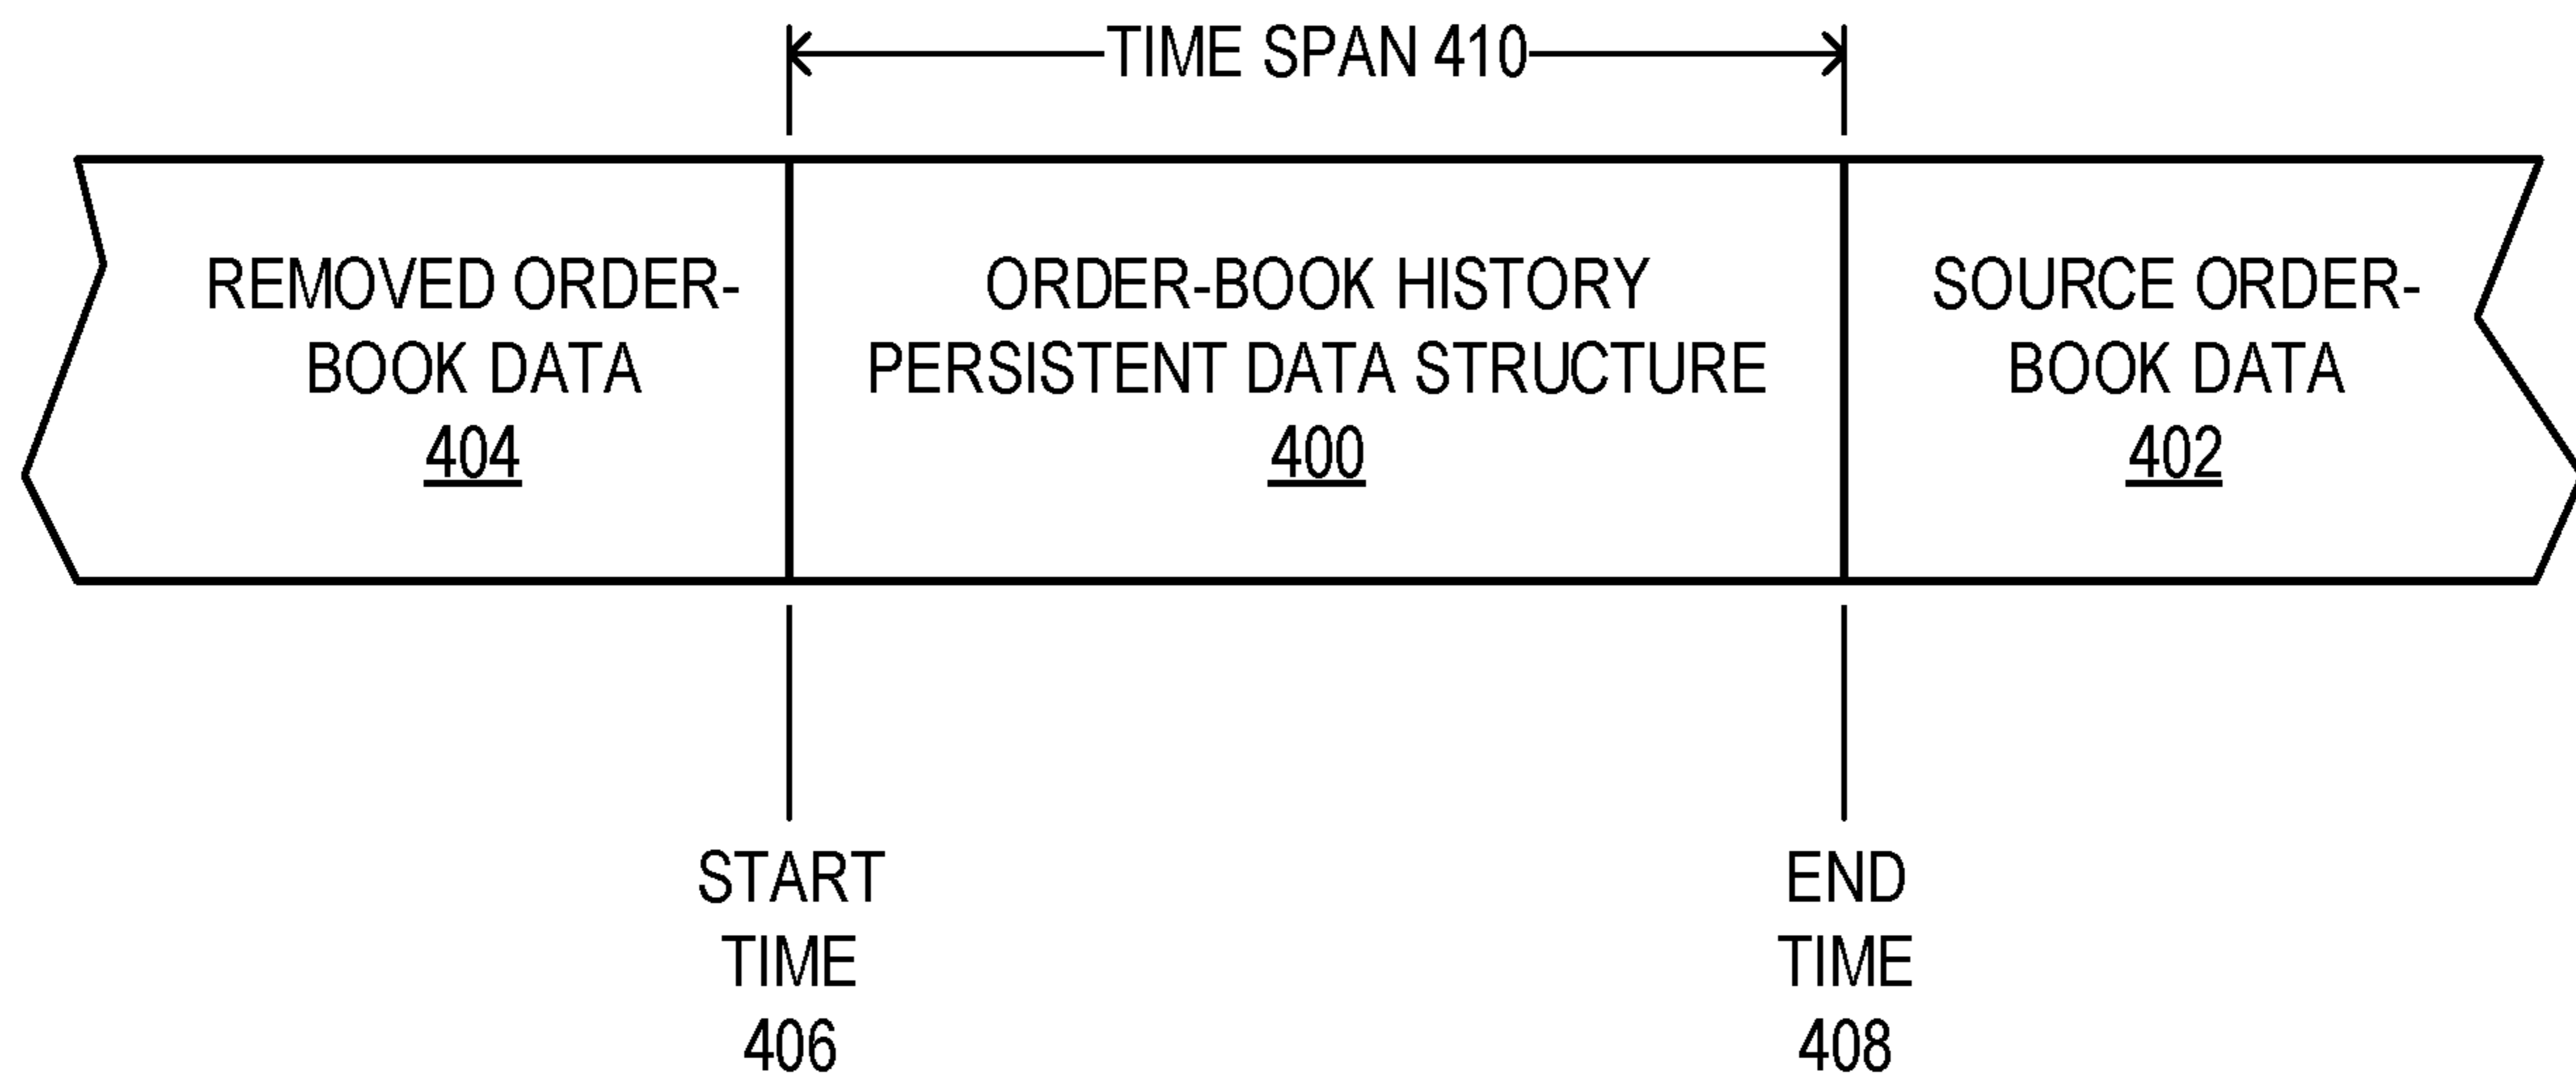 TIME SPAN 410
REMOVED ORDER-
BOOK DATA
404
ORDER-BOOK HISTORY
PERSISTENT DATA STRUCTURE
400
SOURCE ORDER-
BOOK DATA
402
START
TIME
406
END
TIME
408